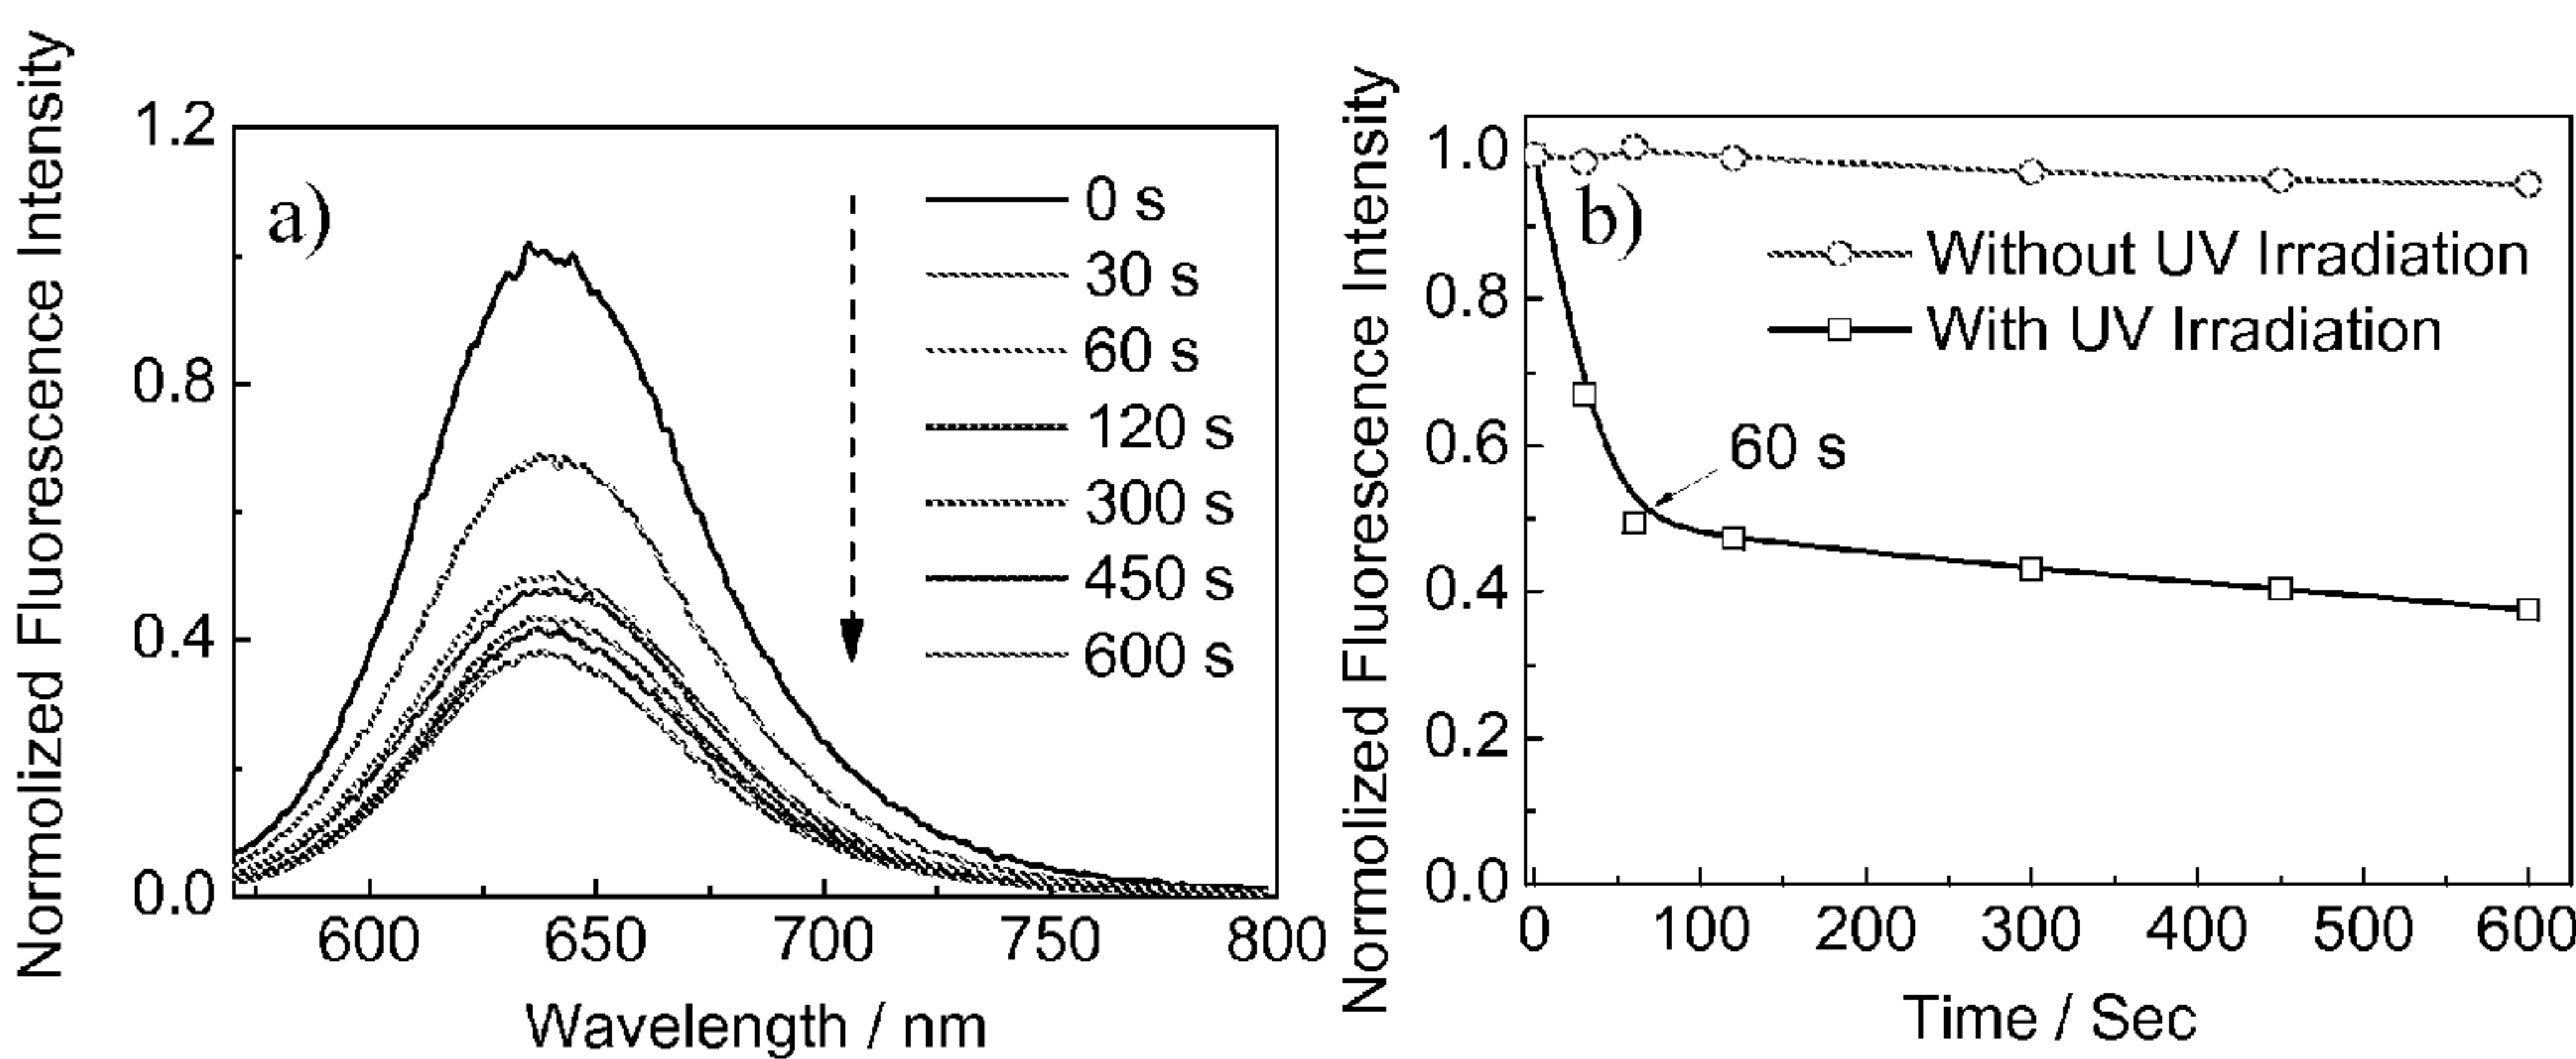 Normolized Fluorescence Intensity
1.2
0.8
0.4
0.0
a)
0 s
30 s
60 s
120 s
300 s
450 s
600 s
600
650
700
750
800
Wavelength / nm
Normolized Fluorescence Intensity
1.0
0.8
0.6
0.4
0.2
0.0
b)
Without UV Irradiation
With UV Irradiation
60 s
0
100
200
300
400
500
600
Time / Sec